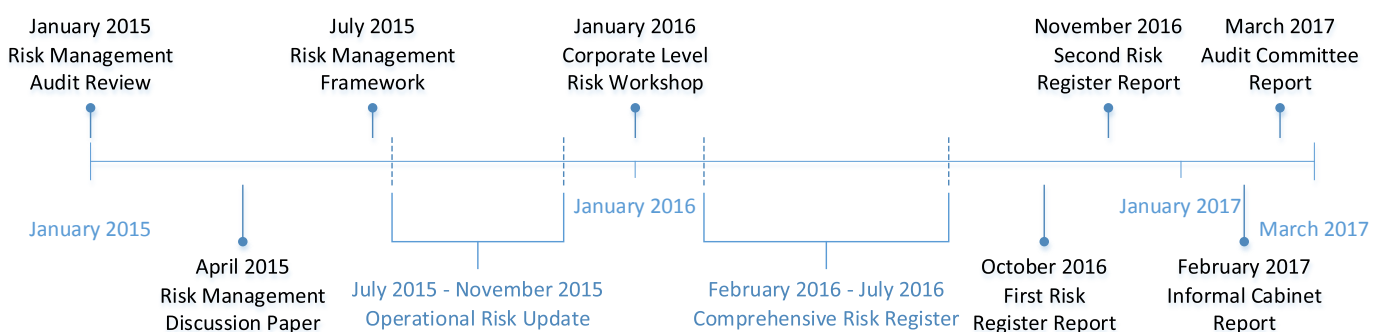 January 2015
Risk Management
Audit Review
July 2015
Risk Management
Framework
January 2016
Corporate Level
Risk Workshop
November 2016
Second Risk
Register Report
March 2017
Audit Committee
Report
January 2015
January 2016
January 2017
March 2017
April 2015
Risk Management
Discussion Paper
July 2015 - November 2015
Operational Risk Update
February 2016 - July 2016
Comprehensive Risk Register
October 2016
First Risk
Register Report
February 2017
Informal Cabinet
Report